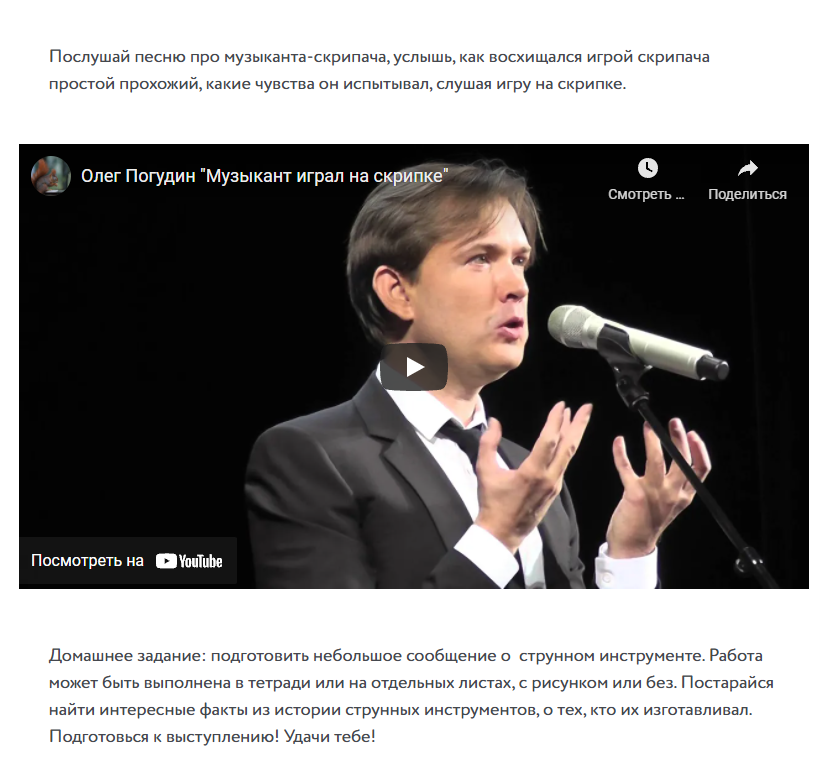 Послушай песню про музыканта-скрипача, услышь, как восхищался игрой скрипача
простой прохожий, какие чувства он испытывал, слушая игру на скрипке.
Олег Погудин "Музыкант играл на скрипке"
Смотреть ...
Поделиться
Посмотреть на YouTube
Домашнее задание: подготовить небольшое сообщение о  струнном инструменте. Работа
может быть выполнена в тетради или на отдельных листах, с рисунком или без. Постарайся
найти интересные факты из истории струнных инструментов, о тех, кто их изготавливал.
Подготовься к выступлению! Удачи тебе!